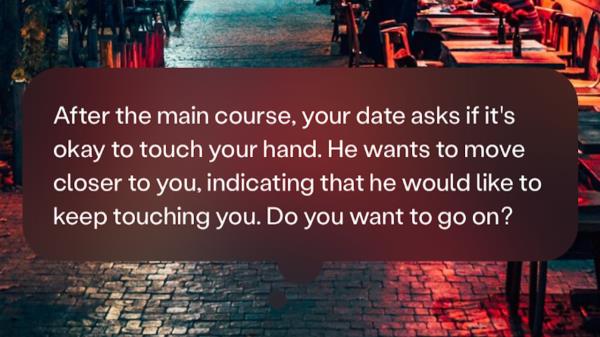 After the main course, your date asks if it's
okay to touch your hand. He wants to move
closer to you, indicating that he would like to
keep touching you. Do you want to go on?